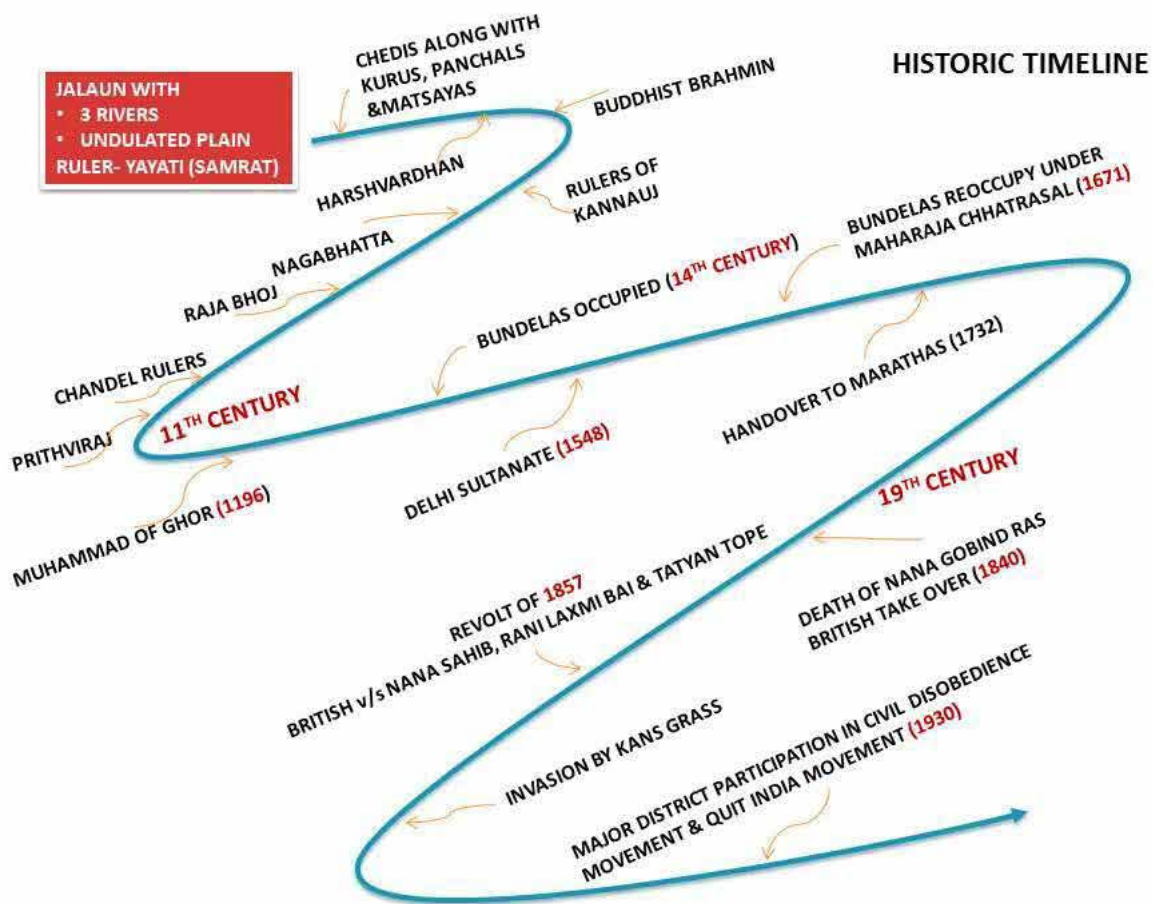 HISTORIC TIMELINE
JALAUN WITH
• 3 RIVERS
• UNDULATED PLAIN
RULER- YAYATI (SAMRAT)
CHEDIS ALONG WITH
KURUS, PANCHALS
&MATSAYAS
BUDDHIST BRAHMIN
HARSHVARDHAN
RULERS OF
KANNAUJ
NAGABHATTA
RAJA BHOJ
CHANDEL RULERS
PRITHVIRAJ
11TH CENTURY
MUHAMMAD OF GHOR (1196)
BUNDELAS OCCUPIED (14TH CENTURY)
DELHI SULTANATE (1548)
BUNDELAS REOCCUPY UNDER
MAHARAJA CHHATRASAL (1671)
HANDOVER TO MARATHAS (1732)
19TH CENTURY
DEATH OF NANA GOBIND RAS
BRITISH TAKE OVER (1840)
REVOLT OF 1857
BRITISH v/s NANA SAHIB, RANI LAXMI BAI & TATYAN TOPE
INVASION BY KANS GRASS
MAJOR DISTRICT PARTICIPATION IN CIVIL DISOBEDIENCE
MOVEMENT & QUIT INDIA MOVEMENT (1930)